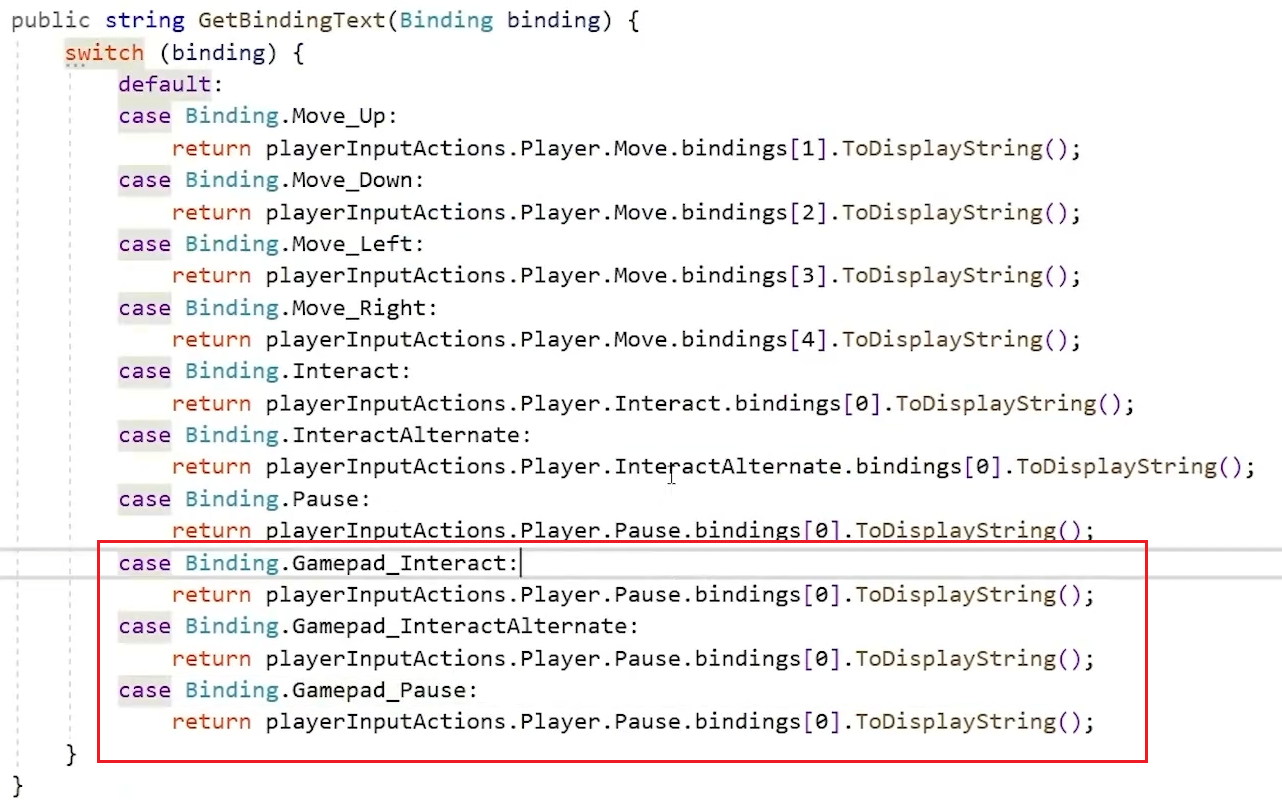 public string GetBindingText(Binding binding) {
switch (binding) {
default:
case Binding.Move_Up:
return playerInputActions.Player.Move.bindings[1].ToDisplayString();
case Binding.Move_Down:
return playerInputActions.Player.Move.bindings[2].ToDisplayString();
case Binding.Move_Left:
return playerInputActions.Player.Move.bindings[3].ToDisplayString();
case Binding.Move_Right:
return playerInputActions.Player.Move.bindings[4].ToDisplayString();
case Binding.Interact:
return playerInputActions.Player.Interact.bindings[0].ToDisplayString();
case Binding.InteractAlternate:
return playerInputActions.Player.InteractAlternate.bindings[0].ToDisplayString();
case Binding.Pause:
return playerInputActions.Player.Pause.bindings[0].ToDisplayString();
case Binding.Gamepad_Interact:
return playerInputActions.Player.Pause.bindings[0].ToDisplayString();
case Binding.Gamepad_InteractAlternate:
return playerInputActions.Player.Pause.bindings[0].ToDisplayString();
case Binding.Gamepad_Pause:
return playerInputActions.Player.Pause.bindings[0].ToDisplayString();
}
}